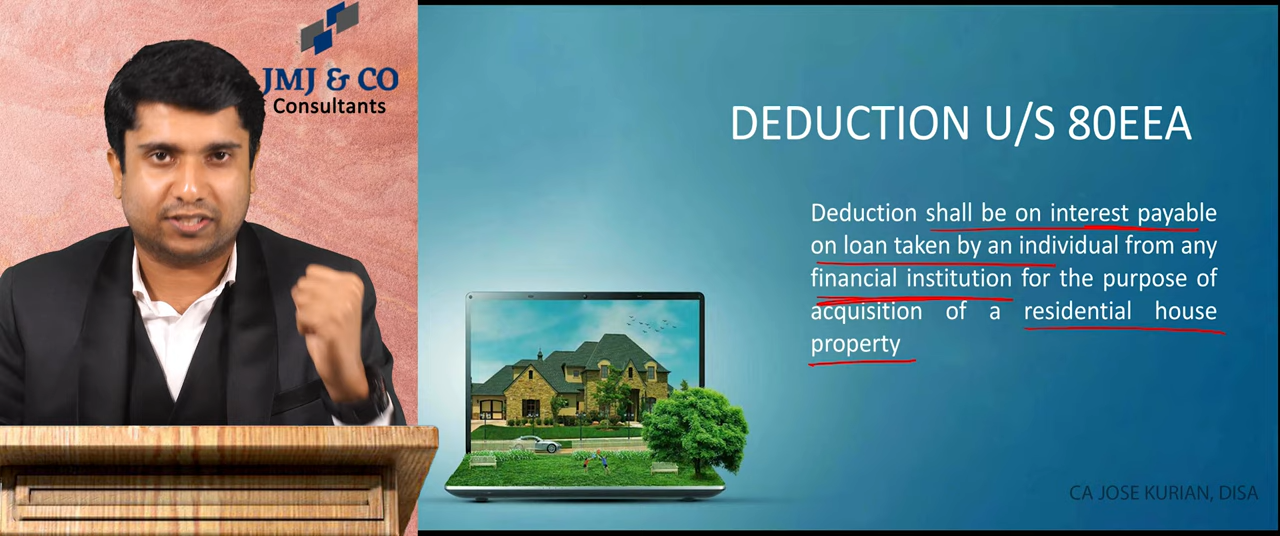 JMJ & CO
Consultants
DEDUCTION U/S 80EEA
Deduction shall be on interest payable
on loan taken by an individual from any
financial institution for the purpose of
acquisition of a residential house
property
CA JOSE KURIAN, DISA